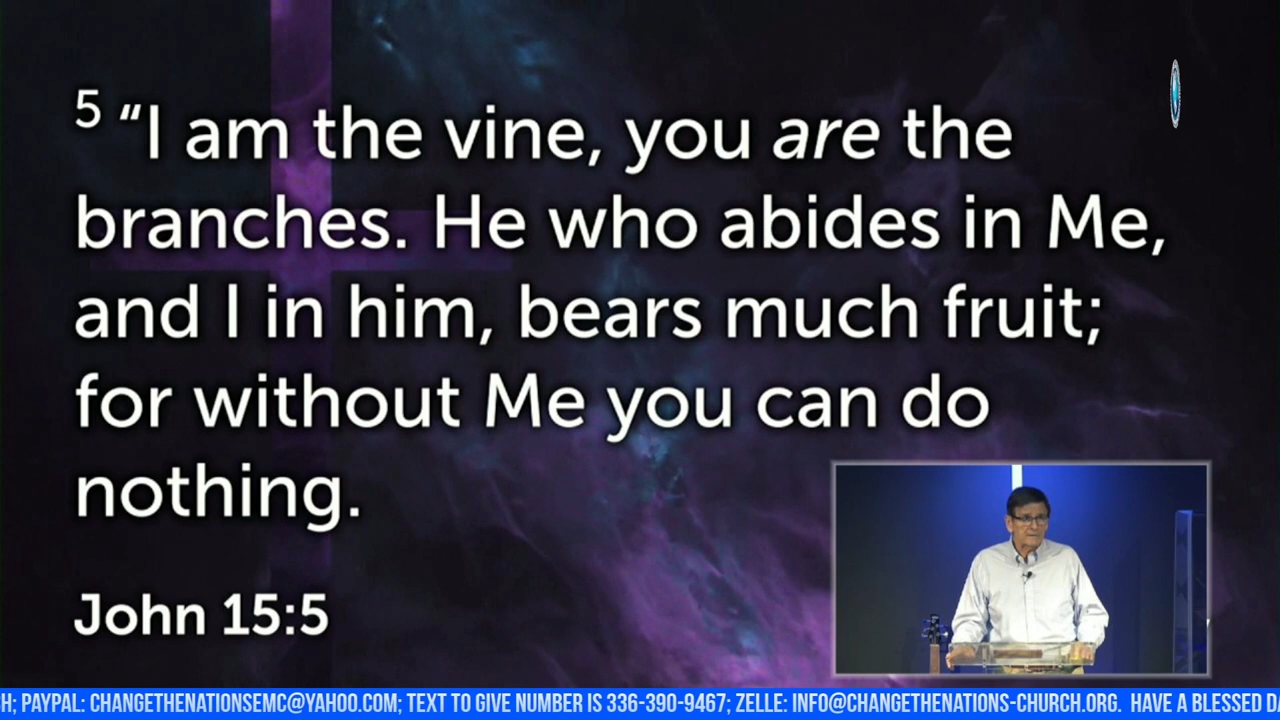 5 “I am the vine, you are the
branches. He who abides in Me,
and I in him, bears much fruit;
for without Me you can do
nothing.
John 15:5
H; PAYPAL: CHANGETHENATIONSEMC@YAHOO.COM; TEXT TO GIVE NUMBER IS 336-390-9467; ZELLE: INFO@CHANGETHENATIONS-CHURCH.ORG. HAVE A BLESSED DA